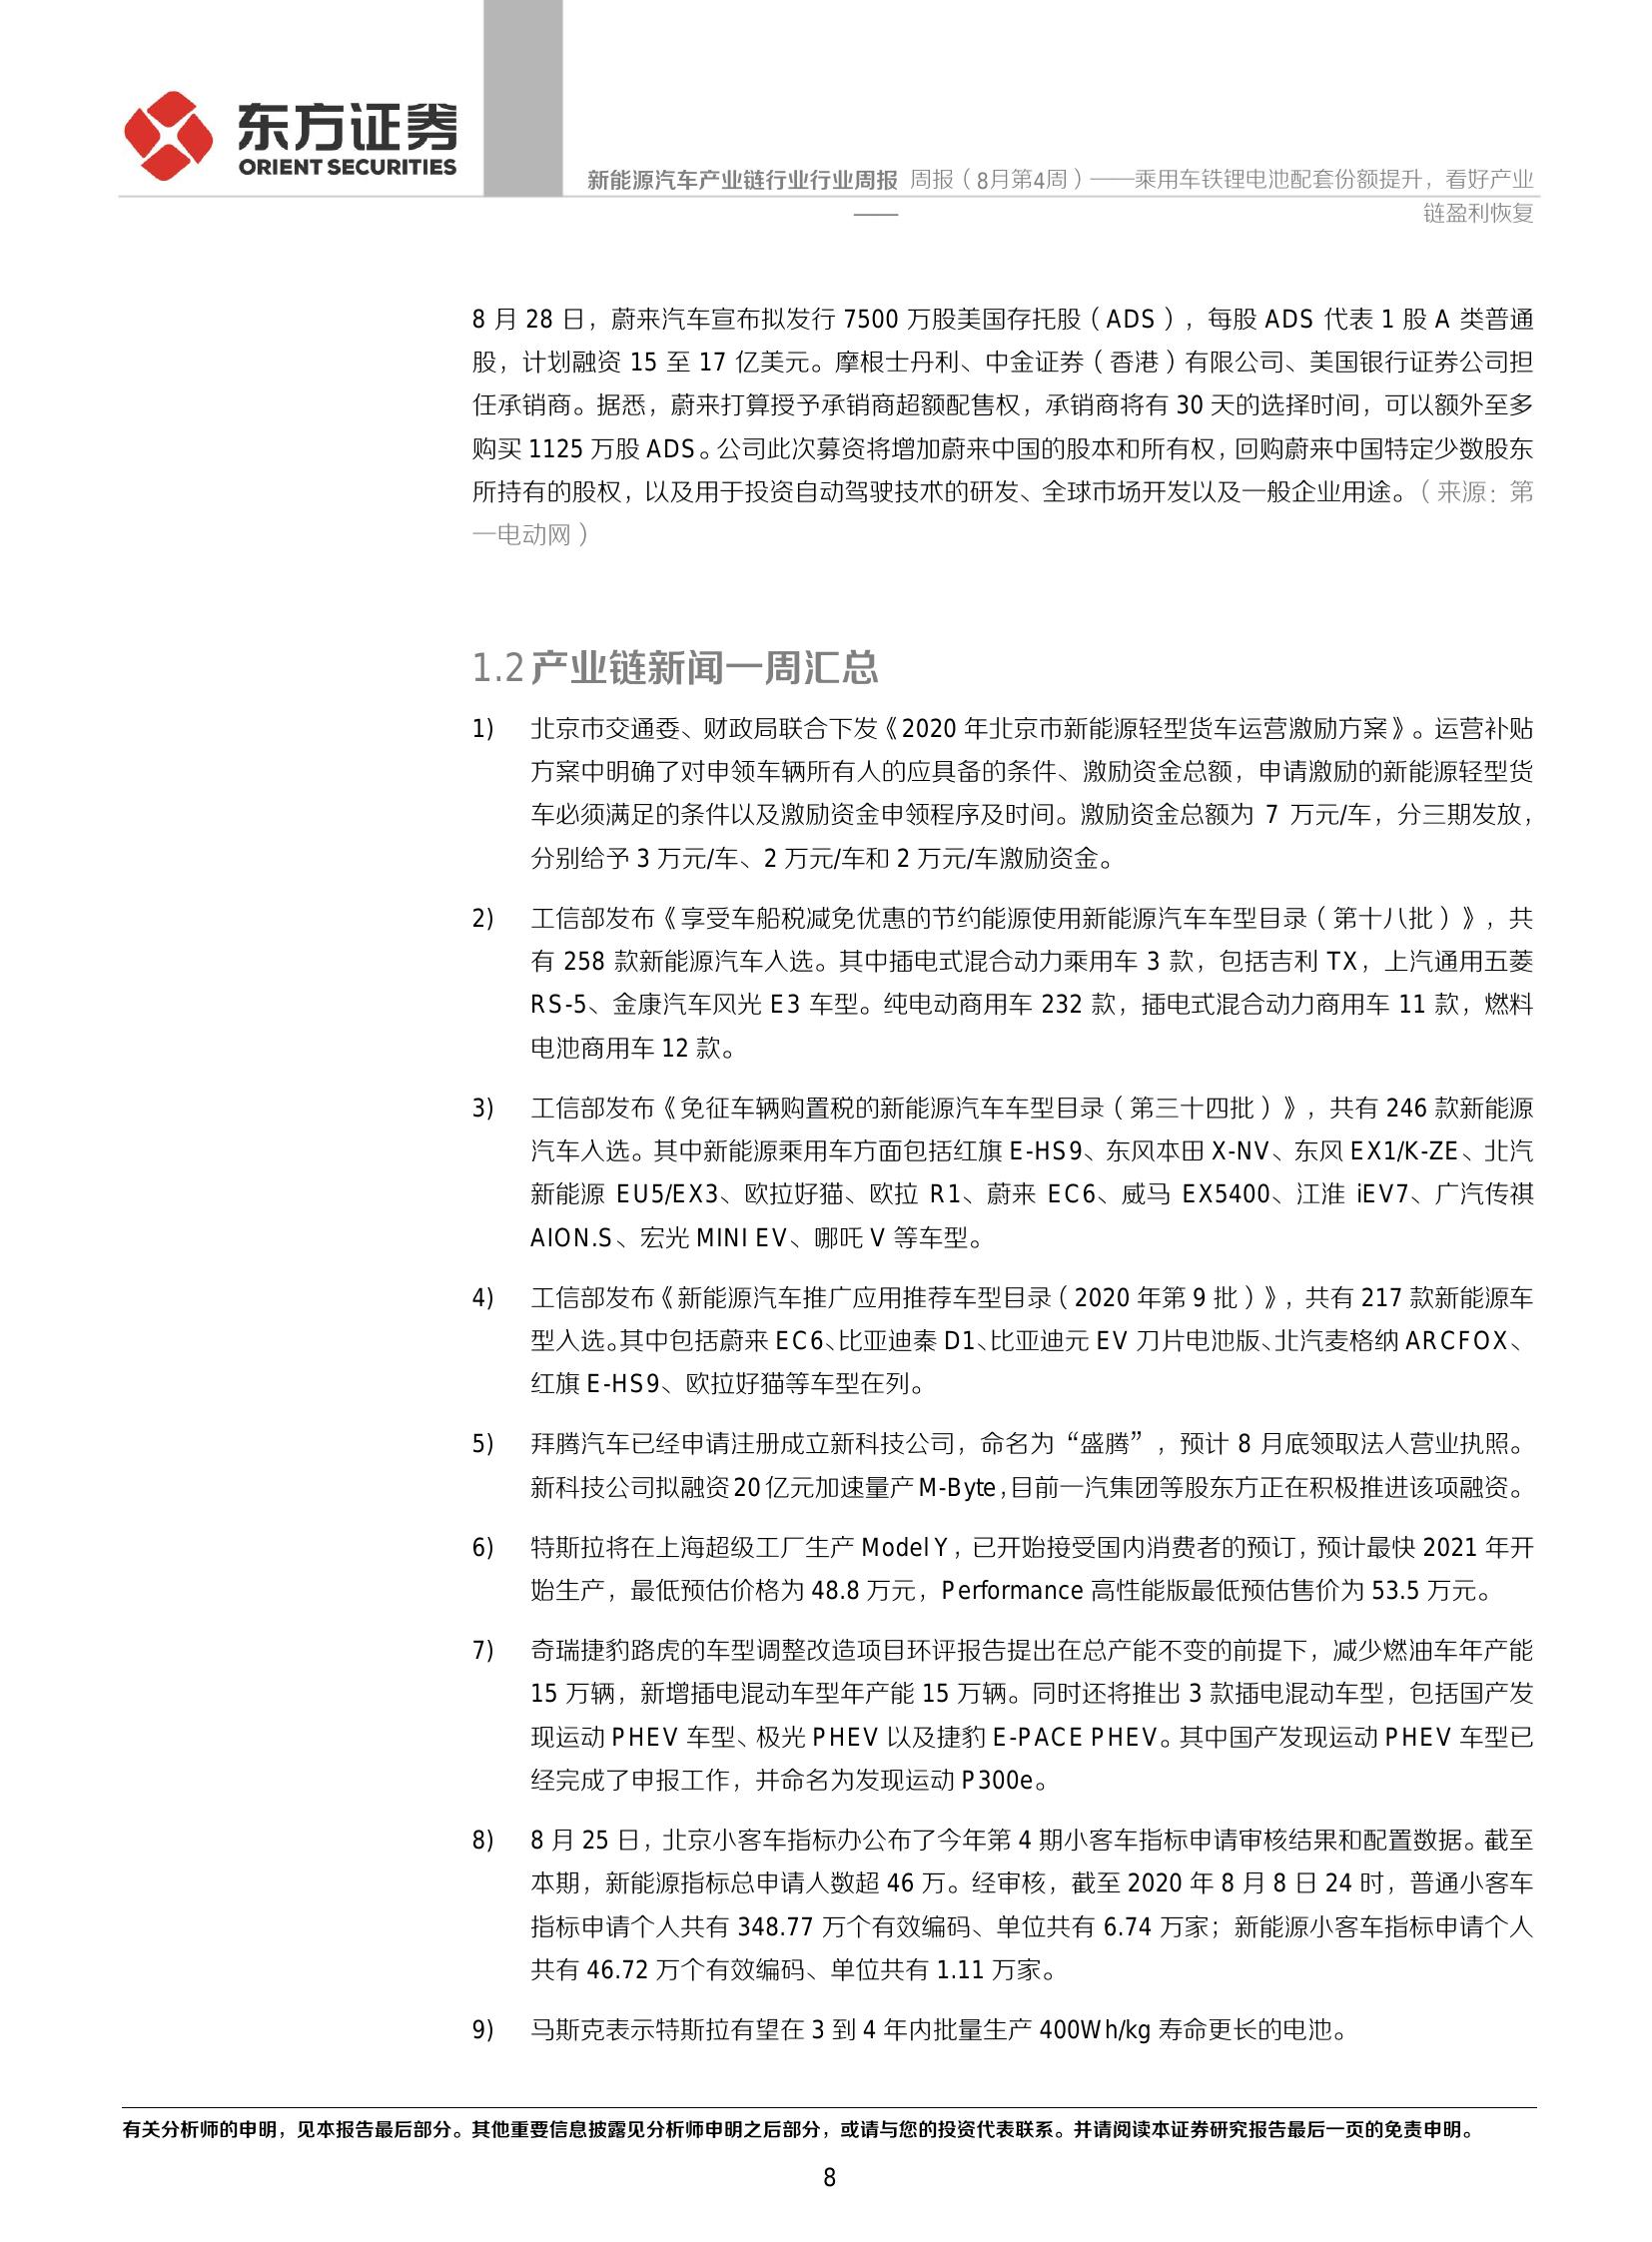 东方证券
ORIENT SECURITIES
新能源汽车产业链行业行业周报 周报（8月第4周）——乘用车铁锂电池配套份额提升，看好产业
——
链盈利恢复
8 月 28 日，蔚来汽车宣布拟发行 7500 万股美国存托股（ADS），每股 ADS 代表 1 股 A 类普通
股，计划融资 15 至 17 亿美元。摩根士丹利、中金证券（香港）有限公司、美国银行证券公司担
任承销商。据悉，蔚来打算授予承销商超额配售权，承销商将有 30 天的选择时间，可以额外至多
购买 1125 万股 ADS。公司此次募资将增加蔚来中国的股本和所有权，回购蔚来中国特定少数股东
所持有的股权，以及用于投资自动驾驶技术的研发、全球市场开发以及一般企业用途。（来源：第
一电动网）
1.2 产业链新闻一周汇总
1) 北京市交通委、财政局联合下发《2020 年北京市新能源轻型货车运营激励方案》。运营补贴
方案中明确了对申领车辆所有人的应具备的条件、激励资金总额，申请激励的新能源轻型货
车必须满足的条件以及激励资金申领程序及时间。激励资金总额为 7 万元/车，分三期发放，
分别给予 3 万元/车、2 万元/车和 2 万元/车激励资金。
2) 工信部发布《享受车船税减免优惠的节约能源使用新能源汽车车型目录（第十八批）》，共
有 258 款新能源汽车入选。其中插电式混合动力乘用车 3 款，包括吉利 TX，上汽通用五菱
RS-5、金康汽车风光 E3 车型。纯电动商用车 232 款，插电式混合动力商用车 11 款，燃料
电池商用车 12 款。
3) 工信部发布《免征车辆购置税的新能源汽车车型目录（第三十四批）》，共有 246 款新能源
汽车入选。其中新能源乘用车方面包括红旗 E-HS9、东风本田 X-NV、东风 EX1/K-ZE、北汽
新能源 EU5/EX3、欧拉好猫、欧拉 R1、蔚来 EC6、威马 EX5400、江淮 iEV7、广汽传祺
AION.S、宏光 MINI EV、哪吒 V 等车型。
4) 工信部发布《新能源汽车推广应用推荐车型目录（2020 年第 9 批）》，共有 217 款新能源车
型入选。其中包括蔚来 EC6、比亚迪秦 D1、比亚迪元 EV 刀片电池版、北汽麦格纳 ARCFOX、
红旗 E-HS9、欧拉好猫等车型在列。
5) 拜腾汽车已经申请注册成立新科技公司，命名为“盛腾”，预计 8 月底领取法人营业执照。
新科技公司拟融资 20 亿元加速量产 M-Byte，目前一汽集团等股东方正在积极推进该项融资。
6) 特斯拉将在上海超级工厂生产 Model Y，已开始接受国内消费者的预订，预计最快 2021 年开
始生产，最低预估价格为 48.8 万元，Performance 高性能版最低预估售价为 53.5 万元。
7) 奇瑞捷豹路虎的车型调整改造项目环评报告提出在总产能不变的前提下，减少燃油车年产能
15 万辆，新增插电混动车型年产能 15 万辆。同时还将推出 3 款插电混动车型，包括国产发
现运动 PHEV 车型、极光 PHEV 以及捷豹 E-PACE PHEV。其中国产发现运动 PHEV 车型已
经完成了申报工作，并命名为发现运动 P300e。
8) 8 月 25 日，北京小客车指标办公布了今年第 4 期小客车指标申请审核结果和配置数据。截至
本期，新能源指标总申请人数超 46 万。经审核，截至 2020 年 8 月 8 日 24 时，普通小客车
指标申请个人共有 348.77 万个有效编码、单位共有 6.74 万家；新能源小客车指标申请个人
共有 46.72 万个有效编码、单位共有 1.11 万家。
9) 马斯克表示特斯拉有望在 3 到 4 年内批量生产 400Wh/kg 寿命更长的电池。
有关分析师的申明，见本报告最后部分。其他重要信息披露见分析师申明之后部分，或请与您的投资代表联系。并请阅读本证券研究报告最后一页的免责申明。
8